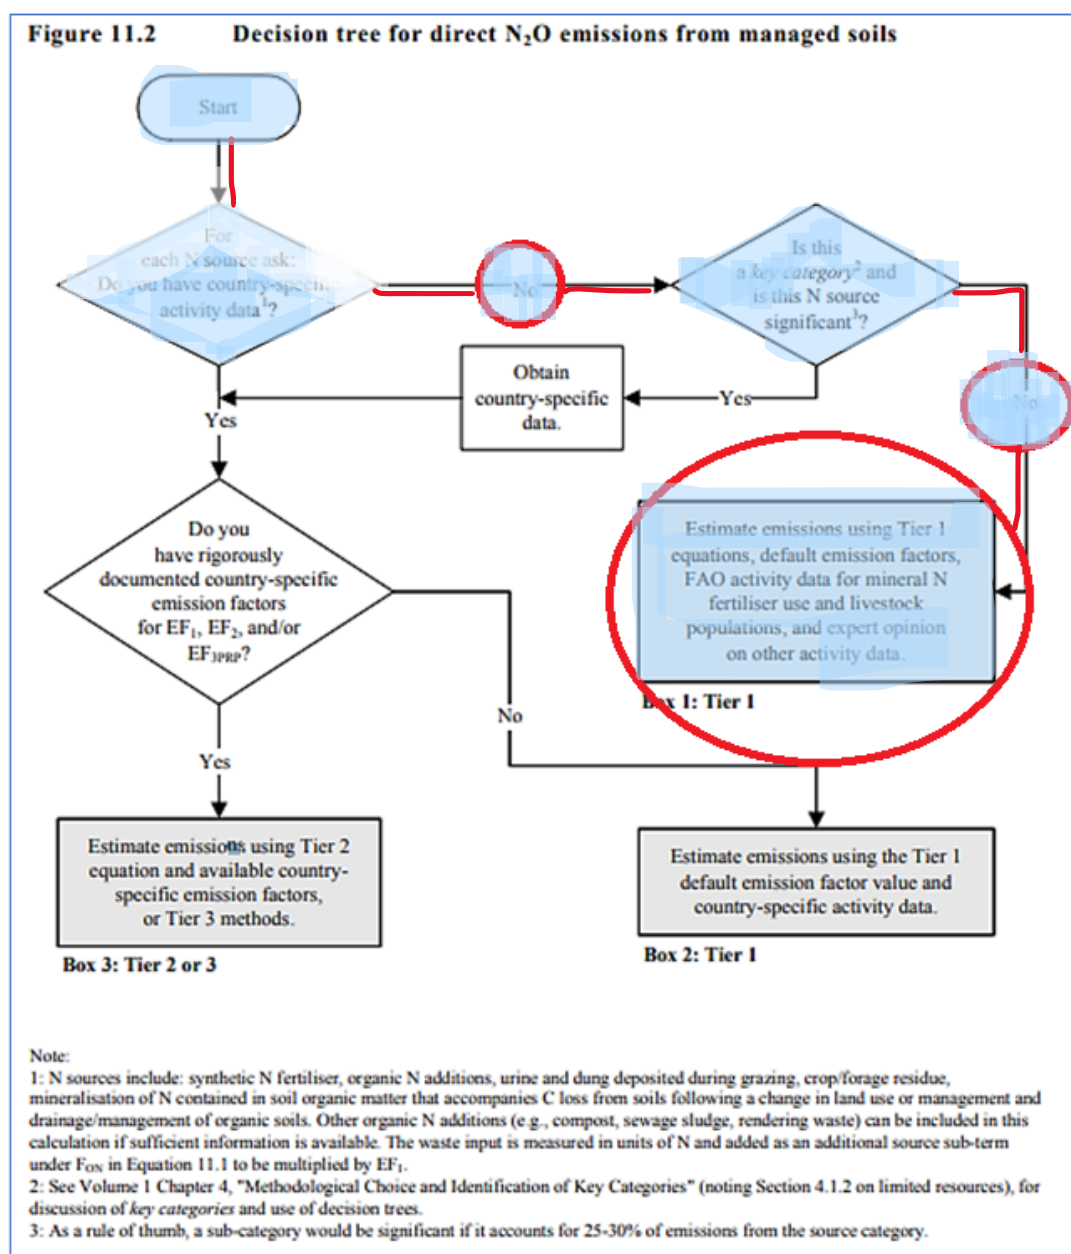 Figure 11.2 Decision tree for direct N₂O emissions from managed soils
Start
For
each N source ask:
Do you have country-specific
activity data¹?
No
Is this
a key category² and
is this N source
significant³?
Obtain
country-specific
data.
Yes
No
Yes
Do you
have rigorously
documented country-specific
emission factors
for EF₁, EF₂, and/or
EF₃PRP?
Estimate emissions using Tier 1
equations, default emission factors,
FAO activity data for mineral N
fertiliser use and livestock
populations, and expert opinion
on other activity data.
Box 1: Tier 1
No
Yes
Estimate emissions using Tier 2
equation and available country-
specific emission factors,
or Tier 3 methods.
Box 3: Tier 2 or 3
Estimate emissions using the Tier 1
default emission factor value and
country-specific activity data.
Box 2: Tier 1
Note:
1: N sources include: synthetic N fertiliser, organic N additions, urine and dung deposited during grazing, crop/forage residue,
mineralisation of N contained in soil organic matter that accompanies C loss from soils following a change in land use or management and
drainage/management of organic soils. Other organic N additions (e.g., compost, sewage sludge, rendering waste) can be included in this
calculation if sufficient information is available. The waste input is measured in units of N and added as an additional source sub-term
under FON in Equation 11.1 to be multiplied by EF₁.
2: See Volume 1 Chapter 4, "Methodological Choice and Identification of Key Categories" (noting Section 4.1.2 on limited resources), for
discussion of key categories and use of decision trees.
3: As a rule of thumb, a sub-category would be significant if it accounts for 25-30% of emissions from the source category.